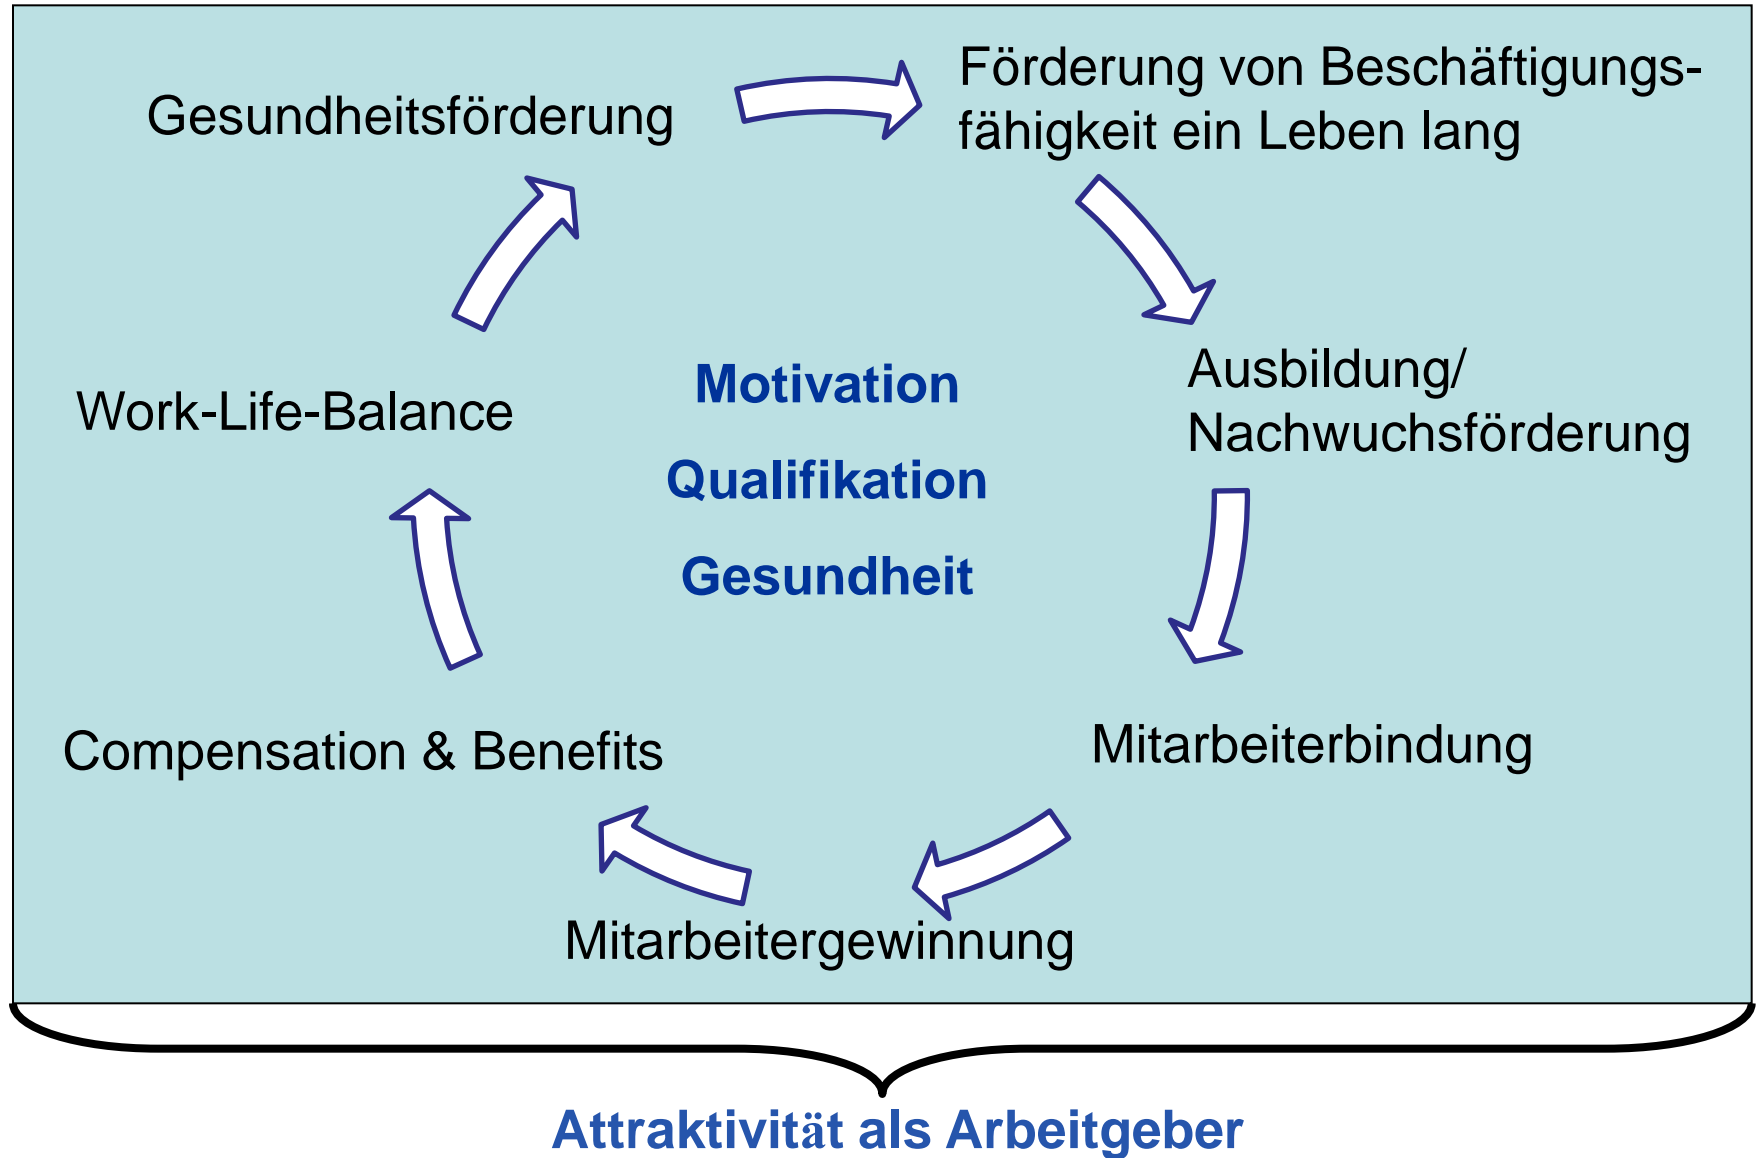 Gesundheitsförderung
Förderung von Beschäftigungs-
fähigkeit ein Leben lang
Ausbildung/
Nachwuchsförderung
Work-Life-Balance
Motivation
Qualifikation
Gesundheit
Compensation & Benefits
Mitarbeiterbindung
Mitarbeitergewinnung
Attraktivität als Arbeitgeber